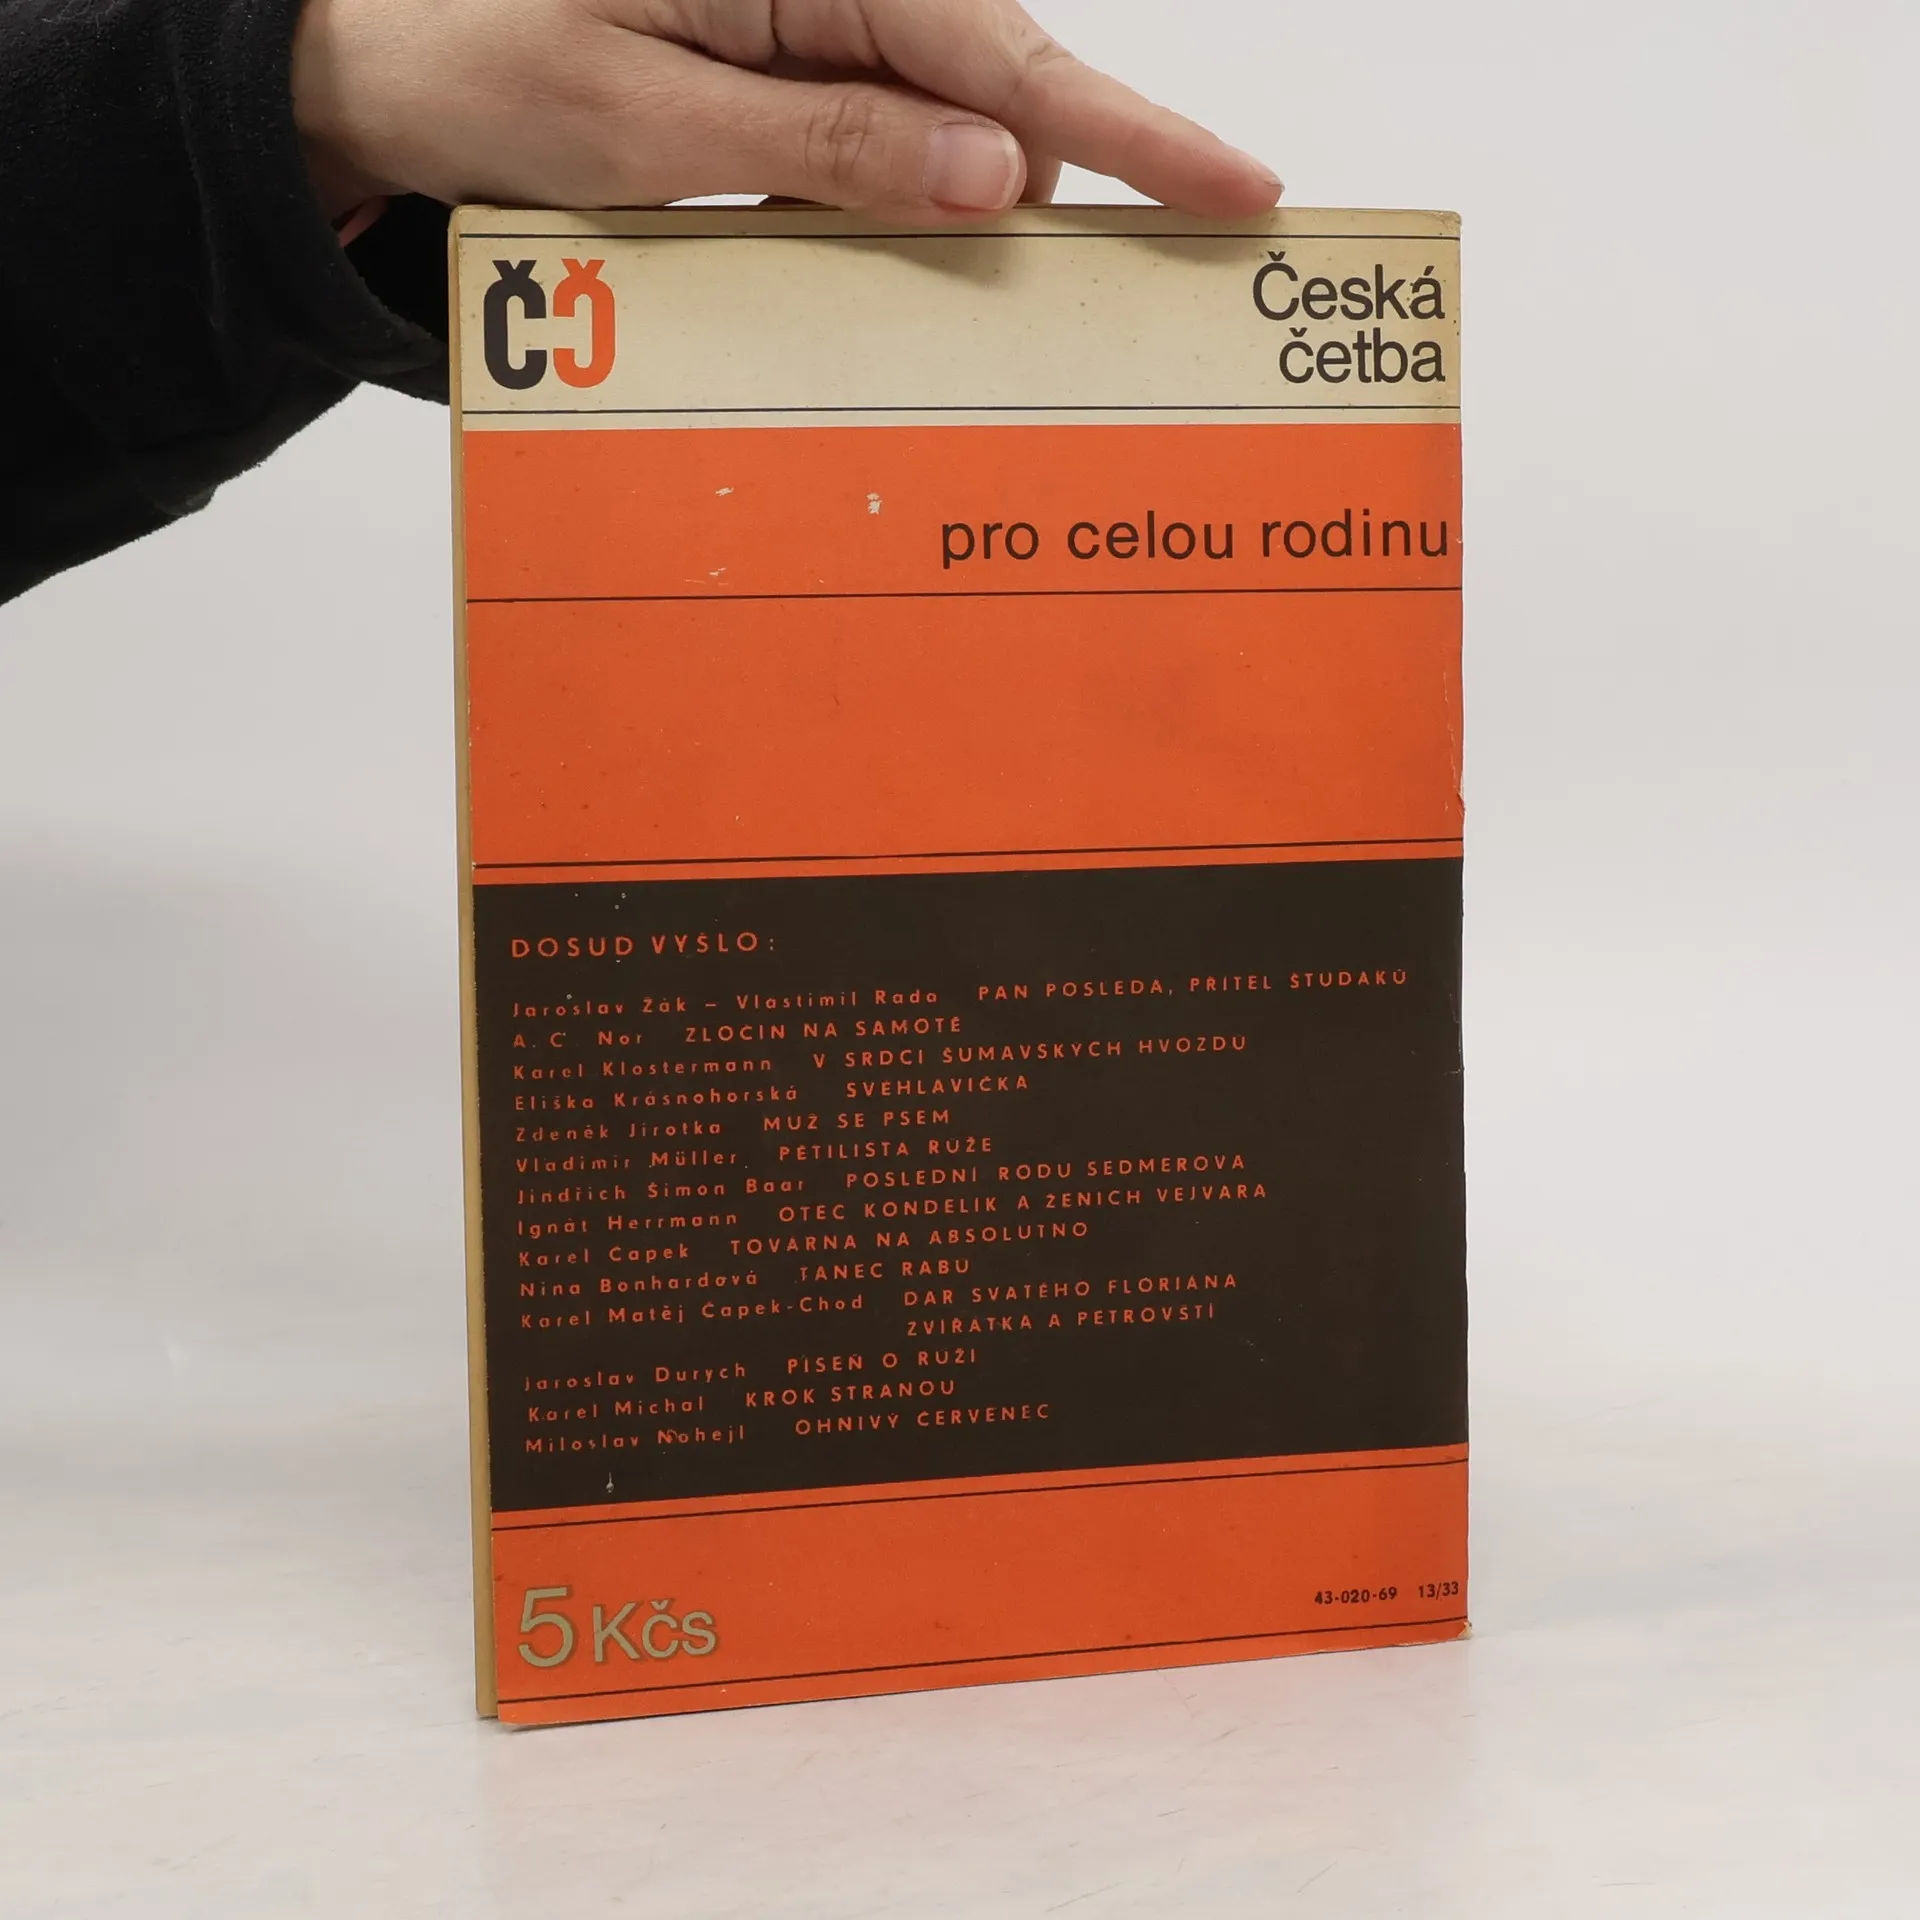 ČČ
Česká
četba
pro celou rodinu
DOSUD VYŠLO:
Jaroslav Žák – Vlastimil Rada PAN POSLEDA, PŘÍTEL ŠTUDÁKŮ
A. C. Nor ZLOČIN NA SAMOTĚ
Karel Klostermann V SRDCI ŠUMAVSKÝCH HVOZDŮ
Eliška Krásnohorská SVÉHLAVIČKA
Zdeněk Jirotka MUŽ SE PSEM
Vladimír Müller PĚTILISTÁ RŮŽE
Jindřich Šimon Baar POSLEDNÍ RODU SEDMEROVA
Ignát Herrmann OTEC KONDELÍK A ŽENICH VEJVARA
Karel Čapek TOVÁRNA NA ABSOLUTNO
Nina Bonhardová TANEC RABŮ
Karel Matěj Čapek-Chod DAR SVATÉHO FLORIANA
ZVÍŘÁTKA A PETROVŠTÍ
Jaroslav Durych PÍSEŇ O RŮŽI
Karel Michal KROK STRANOU
Miloslav Nohejl OHNIVÝ ČERVENEC
5 Kčs
43-020-69 13/33